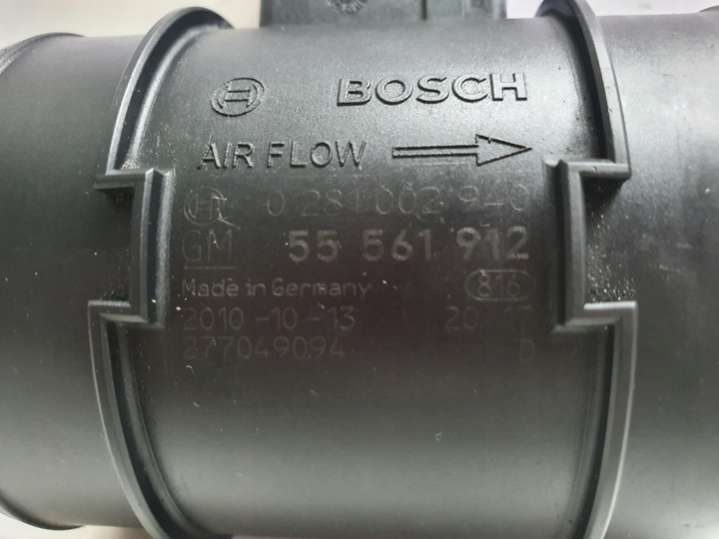 BOSCH
AIR FLOW
0 281 002 940
GM 55 561 912
Made in Germany 816
2010-10-13
277049094 D